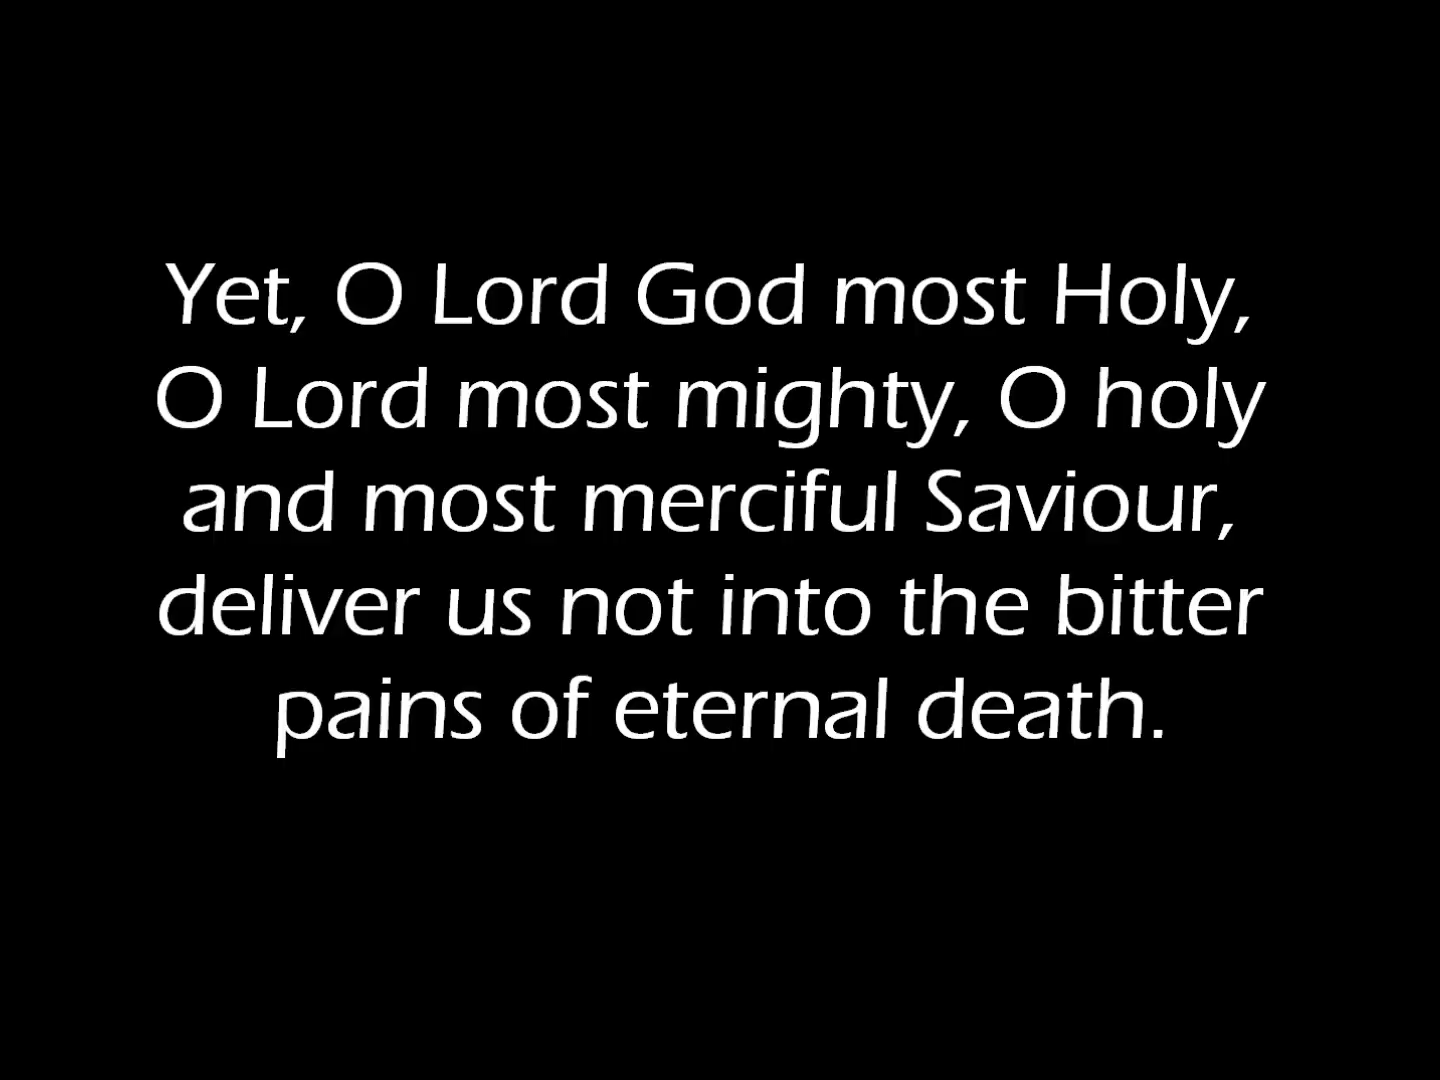 Yet, O Lord God most Holy,
O Lord most mighty, O holy
and most merciful Saviour,
deliver us not into the bitter
pains of eternal death.